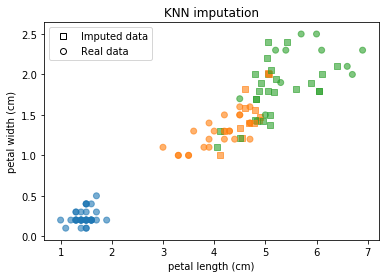 KNN imputation
Imputed data
Real data
2.5
2.0
1.5
1.0
0.5
0.0
petal width (cm)
1 2 3 4 5 6 7
petal length (cm)